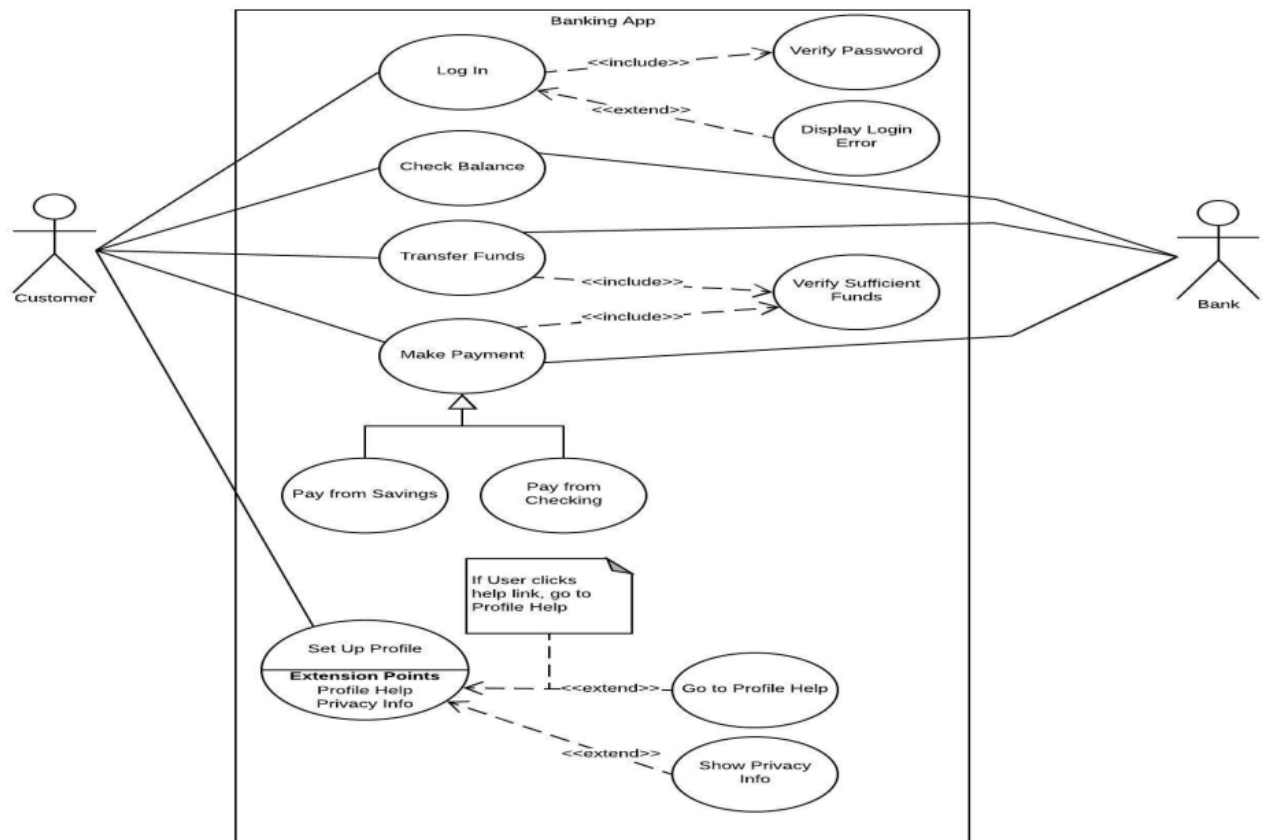 Banking App
Log In
<<include>>
Verify Password
<<extend>>
Display Login
Error
Check Balance
Transfer Funds
<<include>>
Verify Sufficient
Funds
<<include>>
Make Payment
Customer
Bank
Pay from Savings
Pay from
Checking
If User clicks
help link, go to
Profile Help
Set Up Profile
Extension Points
Profile Help
Privacy Info
<<extend>>
Go to Profile Help
<<extend>>
Show Privacy
Info